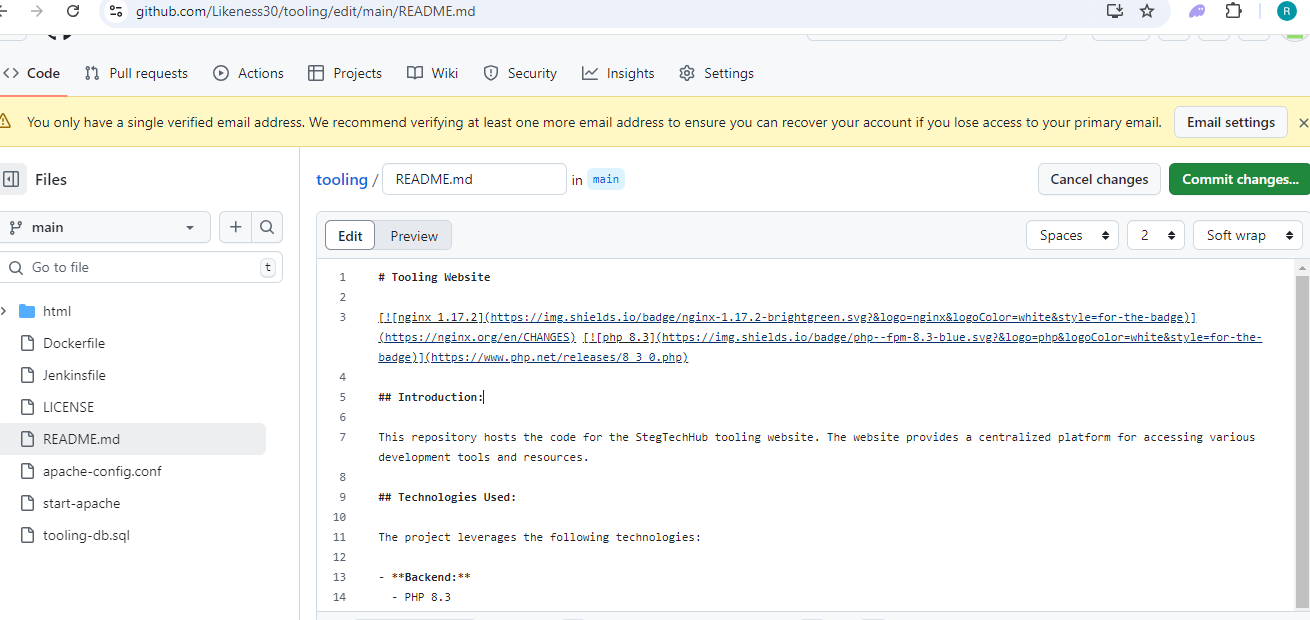 github.com/Likeness30/tooling/edit/main/README.md
R
Code
Pull requests
Actions
Projects
Wiki
Security
Insights
Settings
You only have a single verified email address. We recommend verifying at least one more email address to ensure you can recover your account if you lose access to your primary email.
Email settings
Files
tooling / README.md in main
Cancel changes
Commit changes...
main
Edit
Preview
Spaces
2
Soft wrap
Go to file
t
html
Dockerfile
Jenkinsfile
LICENSE
README.md
apache-config.conf
start-apache
tooling-db.sql
1 # Tooling Website
2
3 [![nginx 1.17.2](https://img.shields.io/badge/nginx-1.17.2-brightgreen.svg?&logo=nginx&logoColor=white&style=for-the-badge)]
(https://nginx.org/en/CHANGES) [![php 8.3](https://img.shields.io/badge/php--fpm-8.3-blue.svg?&logo=php&logoColor=white&style=for-the-
badge)](https://www.php.net/releases/8_3_0.php)
4
5 ## Introduction:
6
7 This repository hosts the code for the StegTechHub tooling website. The website provides a centralized platform for accessing various
development tools and resources.
8
9 ## Technologies Used:
10
11 The project leverages the following technologies:
12
13 - **Backend:**
14 - PHP 8.3